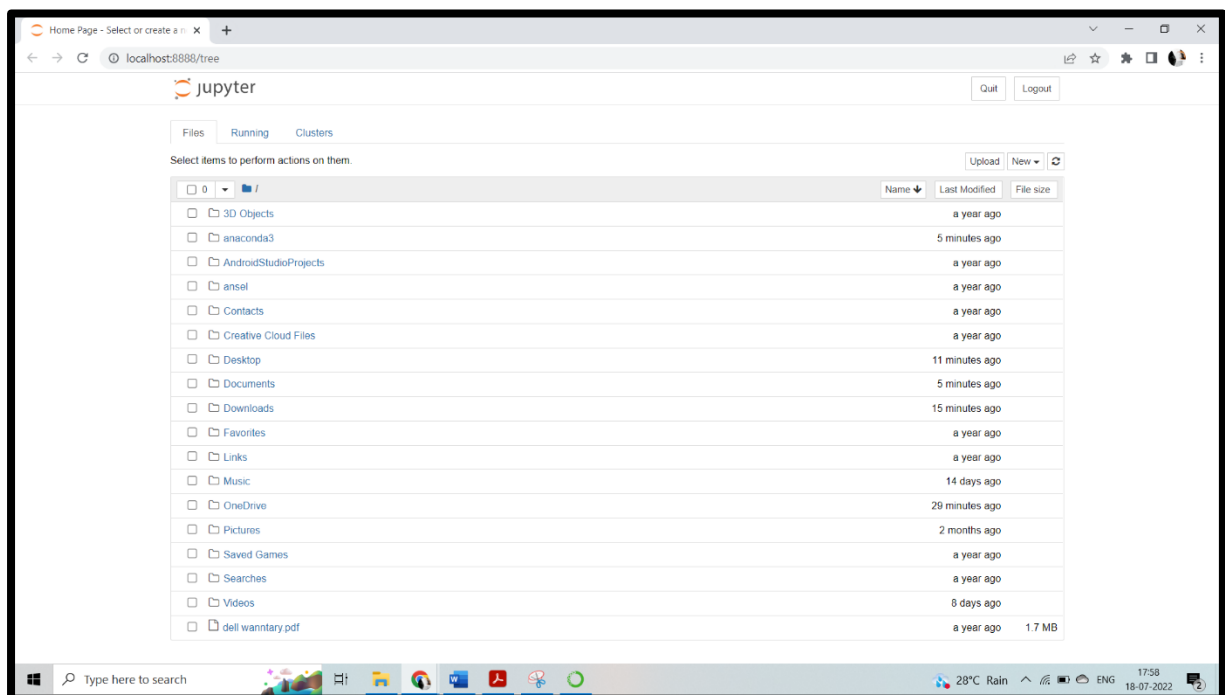 Home Page - Select or create a n
localhost:8888/tree
jupyter
Quit Logout
Files Running Clusters
Select items to perform actions on them.
Upload New
0 /
Name Last Modified File size
3D Objects a year ago
anaconda3 5 minutes ago
AndroidStudioProjects a year ago
ansel a year ago
Contacts a year ago
Creative Cloud Files a year ago
Desktop 11 minutes ago
Documents 5 minutes ago
Downloads 15 minutes ago
Favorites a year ago
Links a year ago
Music 14 days ago
OneDrive 29 minutes ago
Pictures 2 months ago
Saved Games a year ago
Searches a year ago
Videos 8 days ago
dell wanntary.pdf a year ago 1.7 MB
Type here to search
28°C Rain ENG 17:58
18-07-2022
2